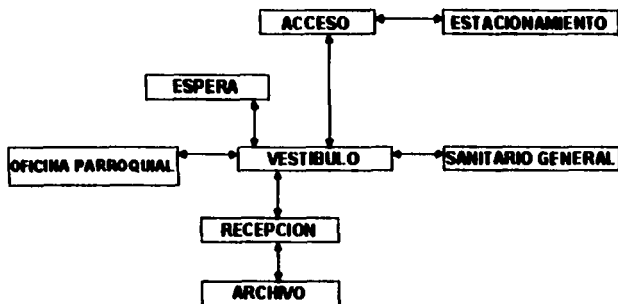 ACCESO
ESTACIONAMIENTO
ESPERA
OFICINA PARROQUIAL
VESTIBULO
SANITARIO GENERAL
RECEPCION
ARCHIVO